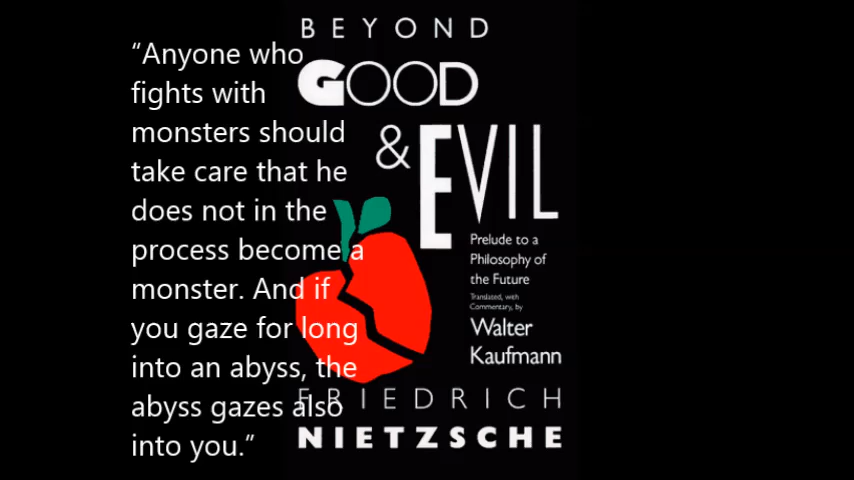 “Anyone who
fights with
monsters should
take care that he
does not in the
process become a
monster. And if
you gaze for long
into an abyss, the
abyss gazes also
into you.”
BEYOND
GOOD
& EVIL
Prelude to a
Philosophy of
the Future
Translated, with
Commentary, by
Walter
Kaufmann
FRIEDRICH
NIETZSCHE